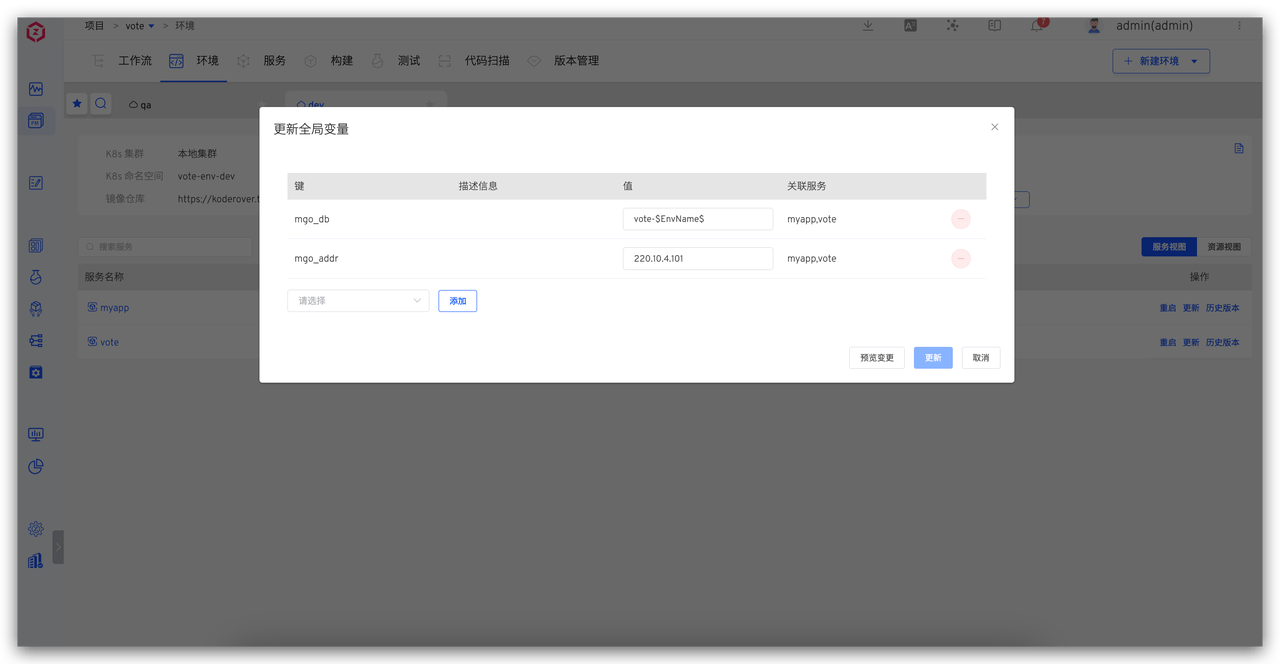 项目 > vote > 环境
7
admin(admin)
工作流 环境 服务 构建 测试 代码扫描 版本管理
+ 新建环境
qa dev
K8s 集群 本地集群
K8s 命名空间 vote-env-dev
镜像仓库 https://koderover.t
搜索服务
服务视图 资源视图
服务名称 操作
myapp 重启 更新 历史版本
vote 重启 更新 历史版本
更新全局变量
键 描述信息 值 关联服务
mgo_db vote-$EnvName$ myapp,vote
mgo_addr 220.10.4.101 myapp,vote
请选择 添加
预览变更 更新 取消